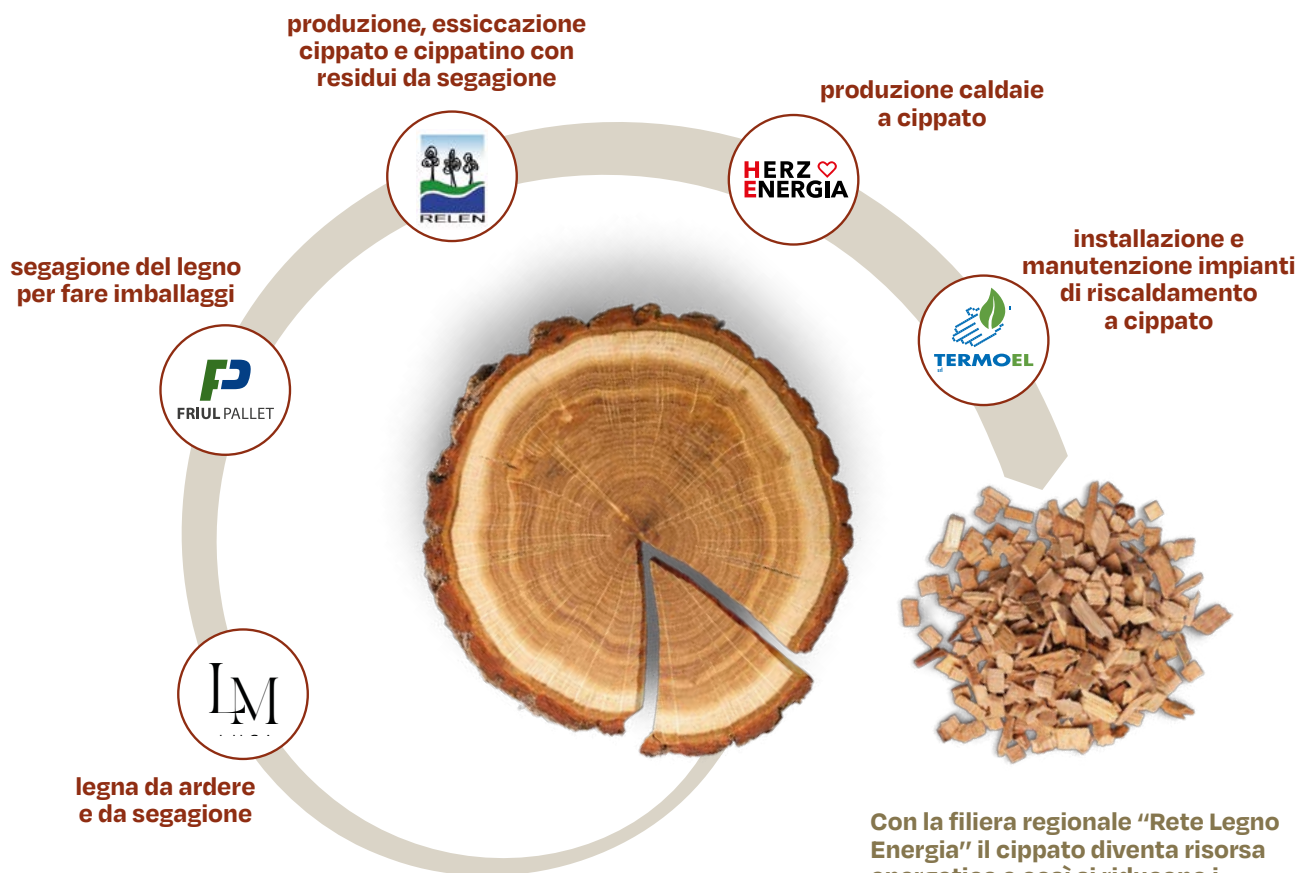 produzione, essiccazione
cippato e cippatino con
residui da segagione
produzione caldaie
a cippato
RELEN
HERZ
ENERGIA
installazione e
manutenzione impianti
di riscaldamento
a cippato
segagione del legno
per fare imballaggi
TERMOEL
FP
FRIUL PALLET
LM
legna da ardere
e da segagione
Con la filiera regionale “Rete Legno
Energia” il cippato diventa risorsa